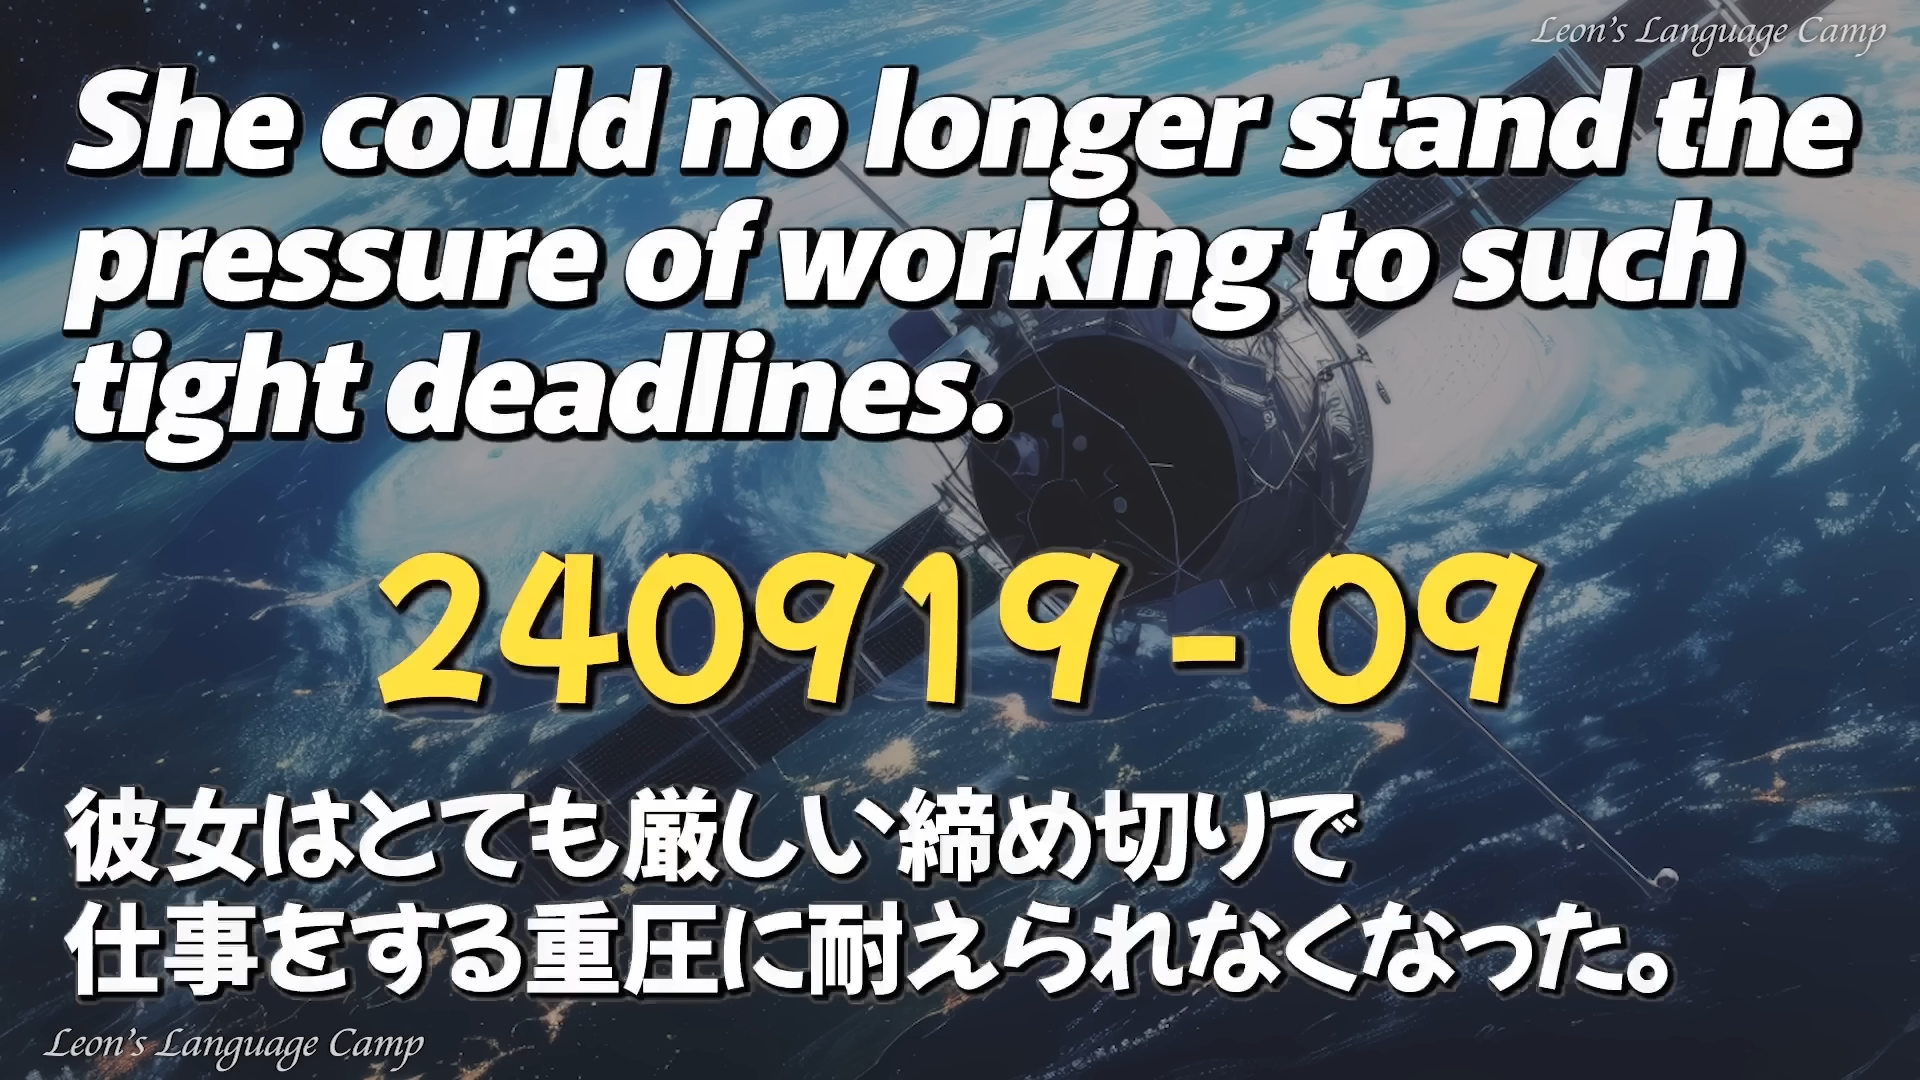 Leon's Language Camp
She could no longer stand the
pressure of working to such
tight deadlines.
240919-09
彼女はとても厳しい締め切りで
仕事をする重圧に耐えられなくなった。
Leon's Language Camp